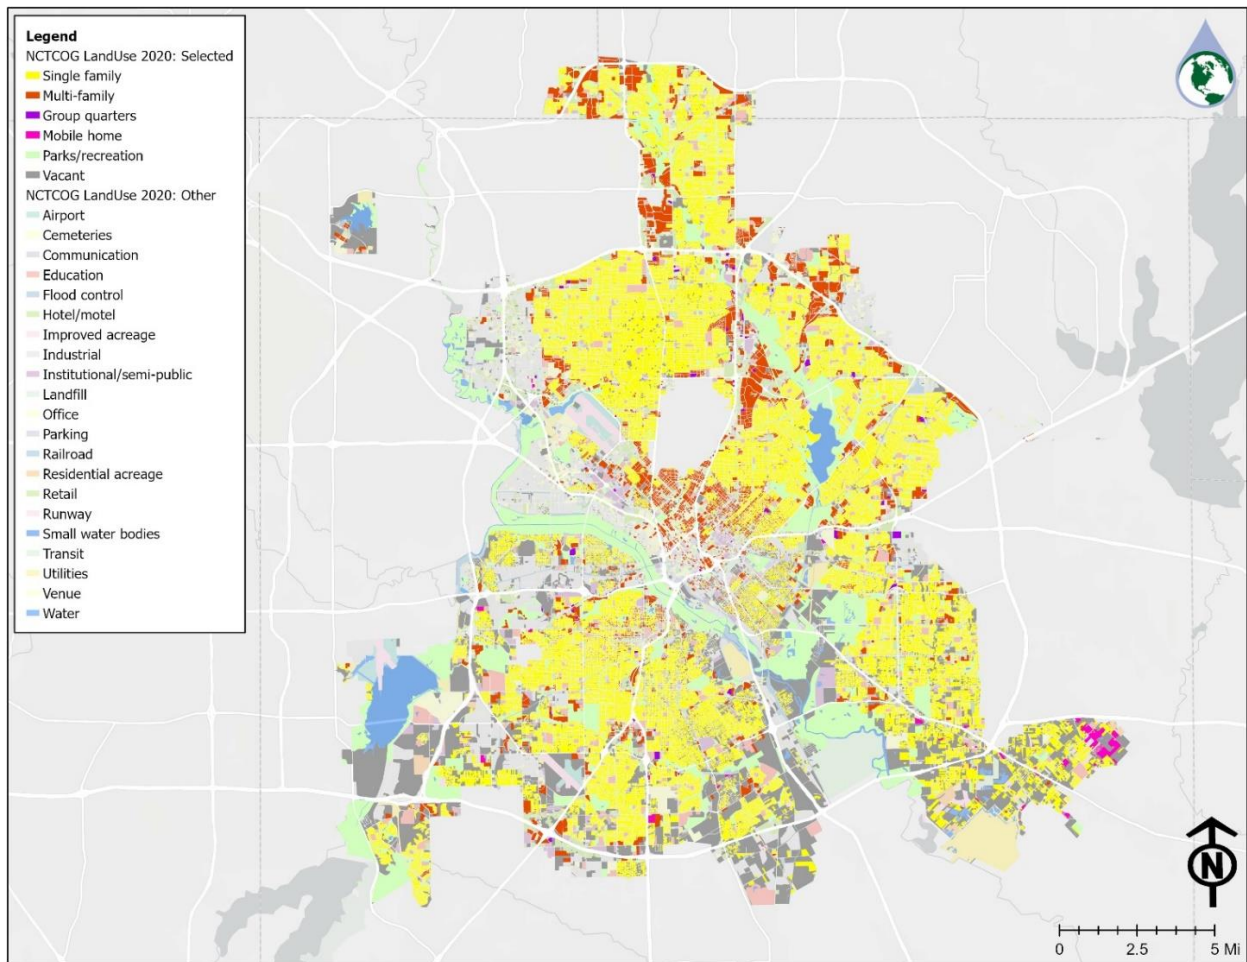 Legend
NCTCOG LandUse 2020: Selected
Single family
Multi-family
Group quarters
Mobile home
Parks/recreation
Vacant
NCTCOG LandUse 2020: Other
Airport
Cemeteries
Communication
Education
Flood control
Hotel/motel
Improved acreage
Industrial
Institutional/semi-public
Landfill
Office
Parking
Railroad
Residential acreage
Retail
Runway
Small water bodies
Transit
Utilities
Venue
Water
N
0 2.5 5 Mi